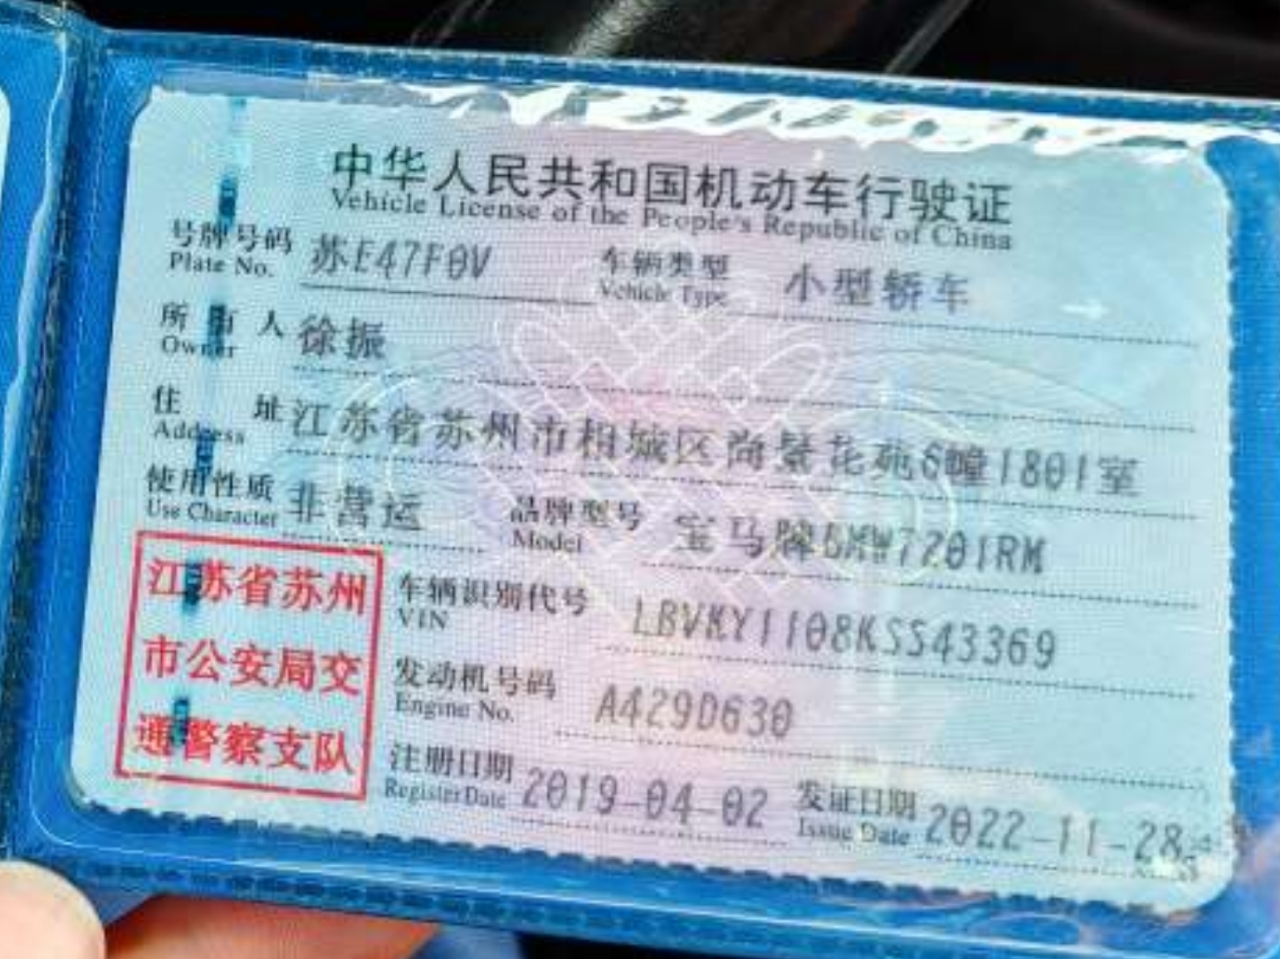 中华人民共和国机动车行驶证
Vehicle License of the People's Republic of China
号牌号码 苏E47F0V 车辆类型 小型轿车
Plate No. Vehicle Type
所有人 徐振
Owner
住址 江苏省苏州市相城区尚景花苑6幢1801室
Address
使用性质 非营运 品牌型号 宝马牌BMW7201RM
Use Character Model
江苏省苏州
市公安局交
通警察支队
车辆识别代号 LBVKY1108KSS43369
VIN
发动机号码 A429D630
Engine No.
注册日期 2019-04-02 发证日期 2022-11-28
Register Date Issue Date